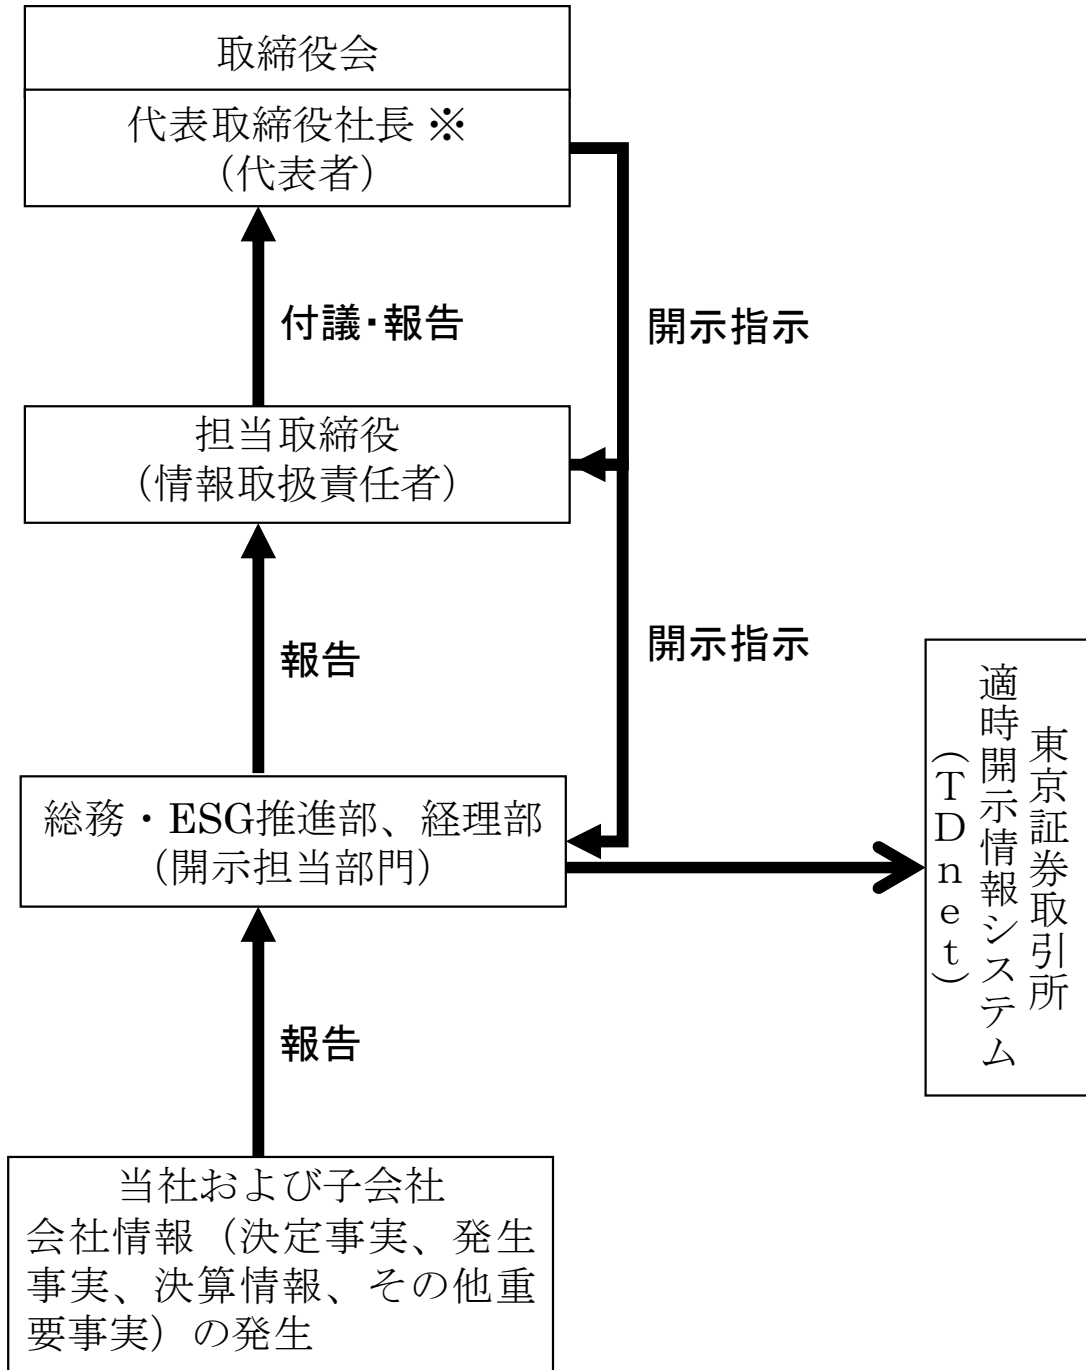 取締役会
代表取締役社長 ※
（代表者）
付議・報告
開示指示
担当取締役
（情報取扱責任者）
報告
開示指示
総務・ESG推進部、経理部
（開示担当部門）
東京証券取引所
適時開示情報システム
（ＴＤｎｅｔ）
報告
当社および子会社
会社情報（決定事実、発生
事実、決算情報、その他重
要事実）の発生